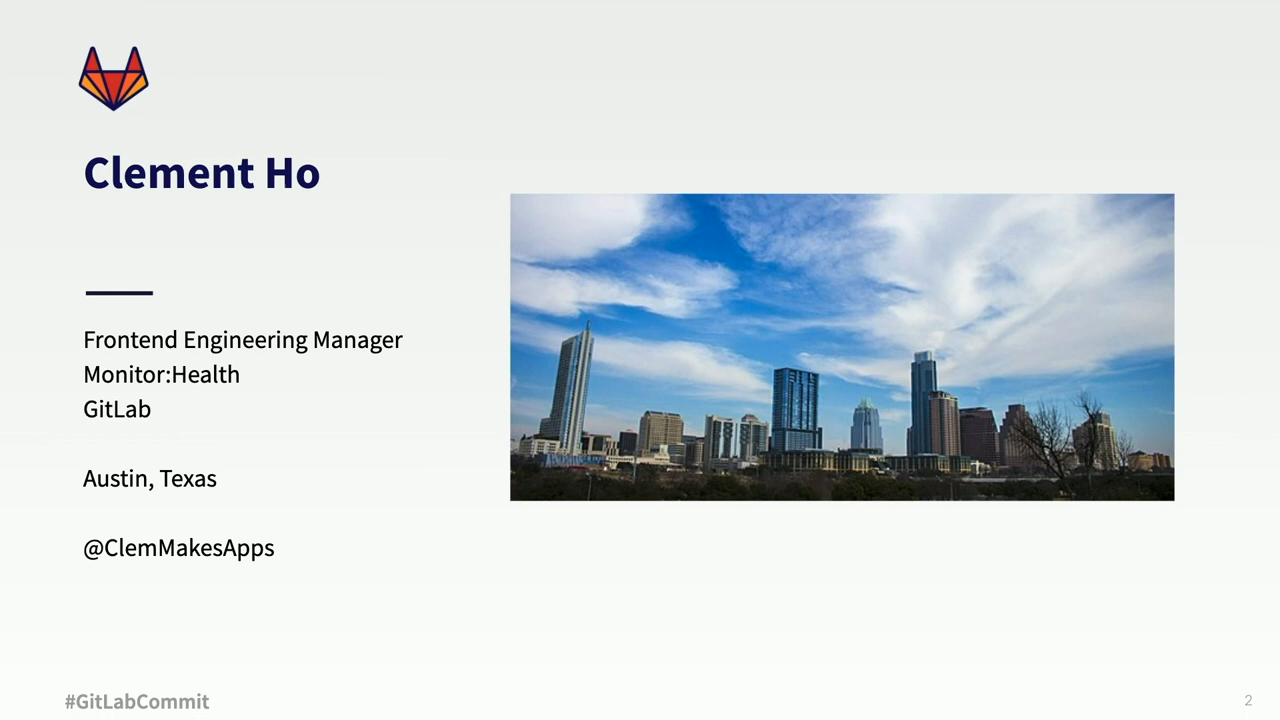 Clement Ho
Frontend Engineering Manager
Monitor:Health
GitLab
Austin, Texas
@ClemMakesApps
#GitLabCommit
2